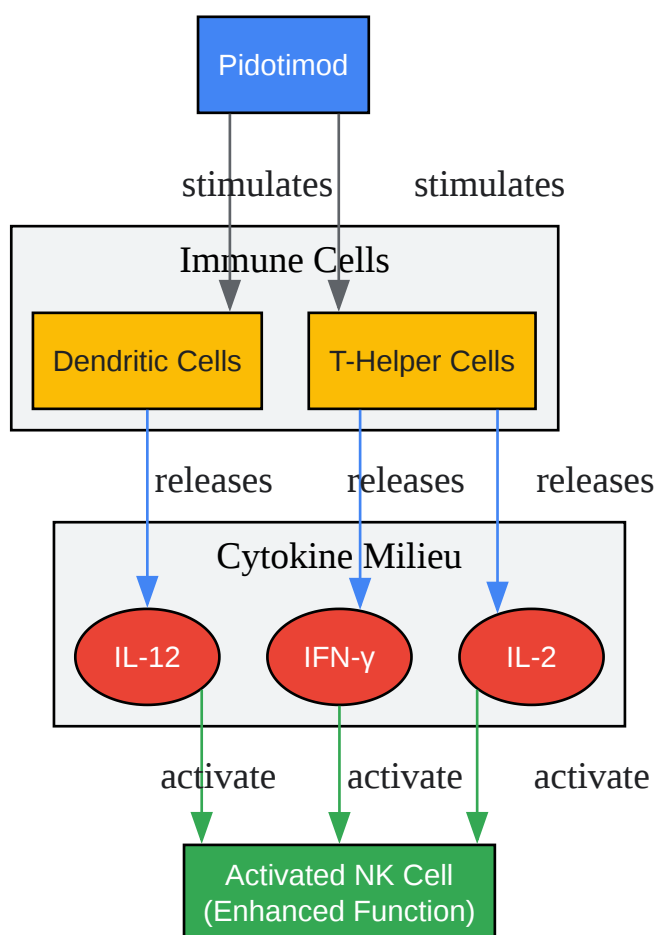 Pidotimod
stimulates
stimulates
Immune Cells
Dendritic Cells
T-Helper Cells
releases
releases
releases
Cytokine Milieu
IL-12
IFN-γ
IL-2
activate
activate
activate
Activated NK Cell
(Enhanced Function)